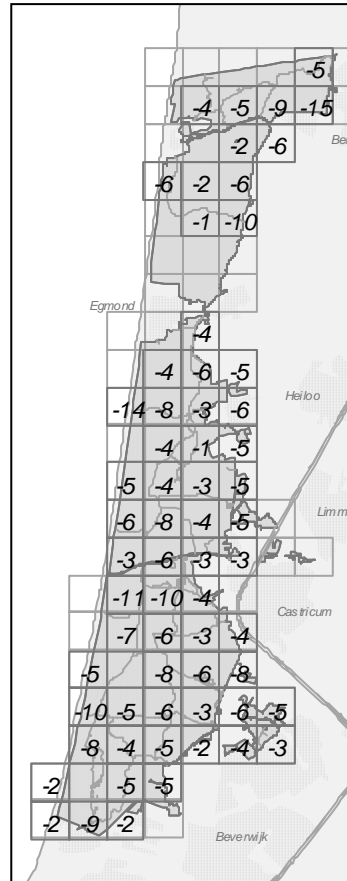 -5
-4 -5 -9 -15
Be
-2 -6
-6 -2 -6
-1 -10
Egmond
-4
-4 -6 -5
Heiloo
-14 -8 -3 -6
-4 -1 -5
-5 -4 -3 -5
Limm
-6 -8 -4 -5
-3 -6 -3 -3
-11 -10 -4
Castricum
-7 -6 -3 -4
-5 -8 -6 -8
-10 -5 -6 -3 -6 -5
-8 -4 -5 -2 -4 -3
-2 -5 -5
-2 -9 -2
Beverwijk